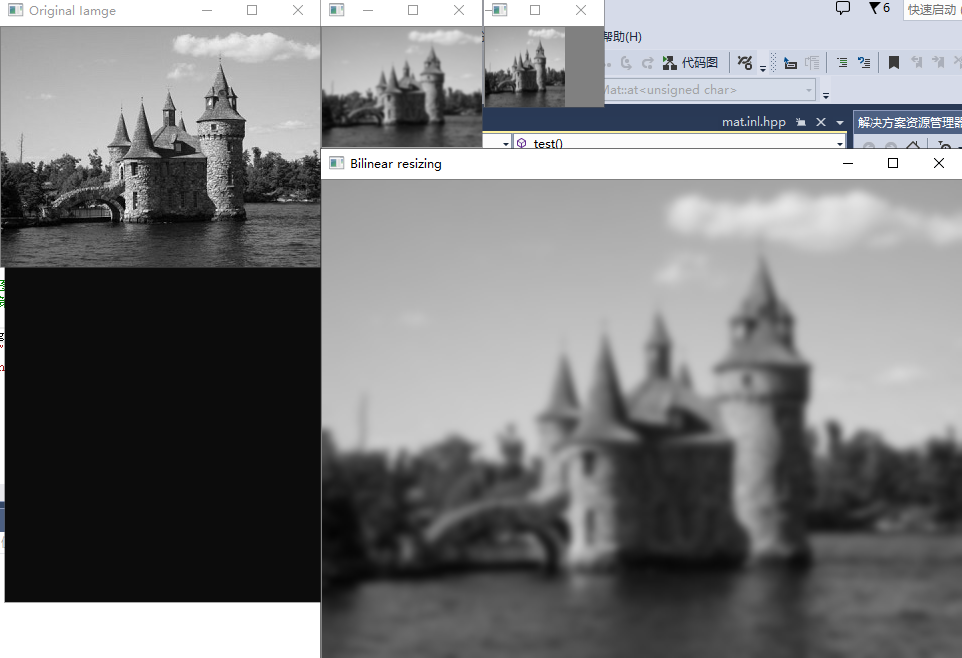 Original Iamge
6
快速启动 (
帮助(H)
代码图
Mat::at<unsigned char>
mat.inl.hpp
解决方案资源管理器
test()
Bilinear resizing